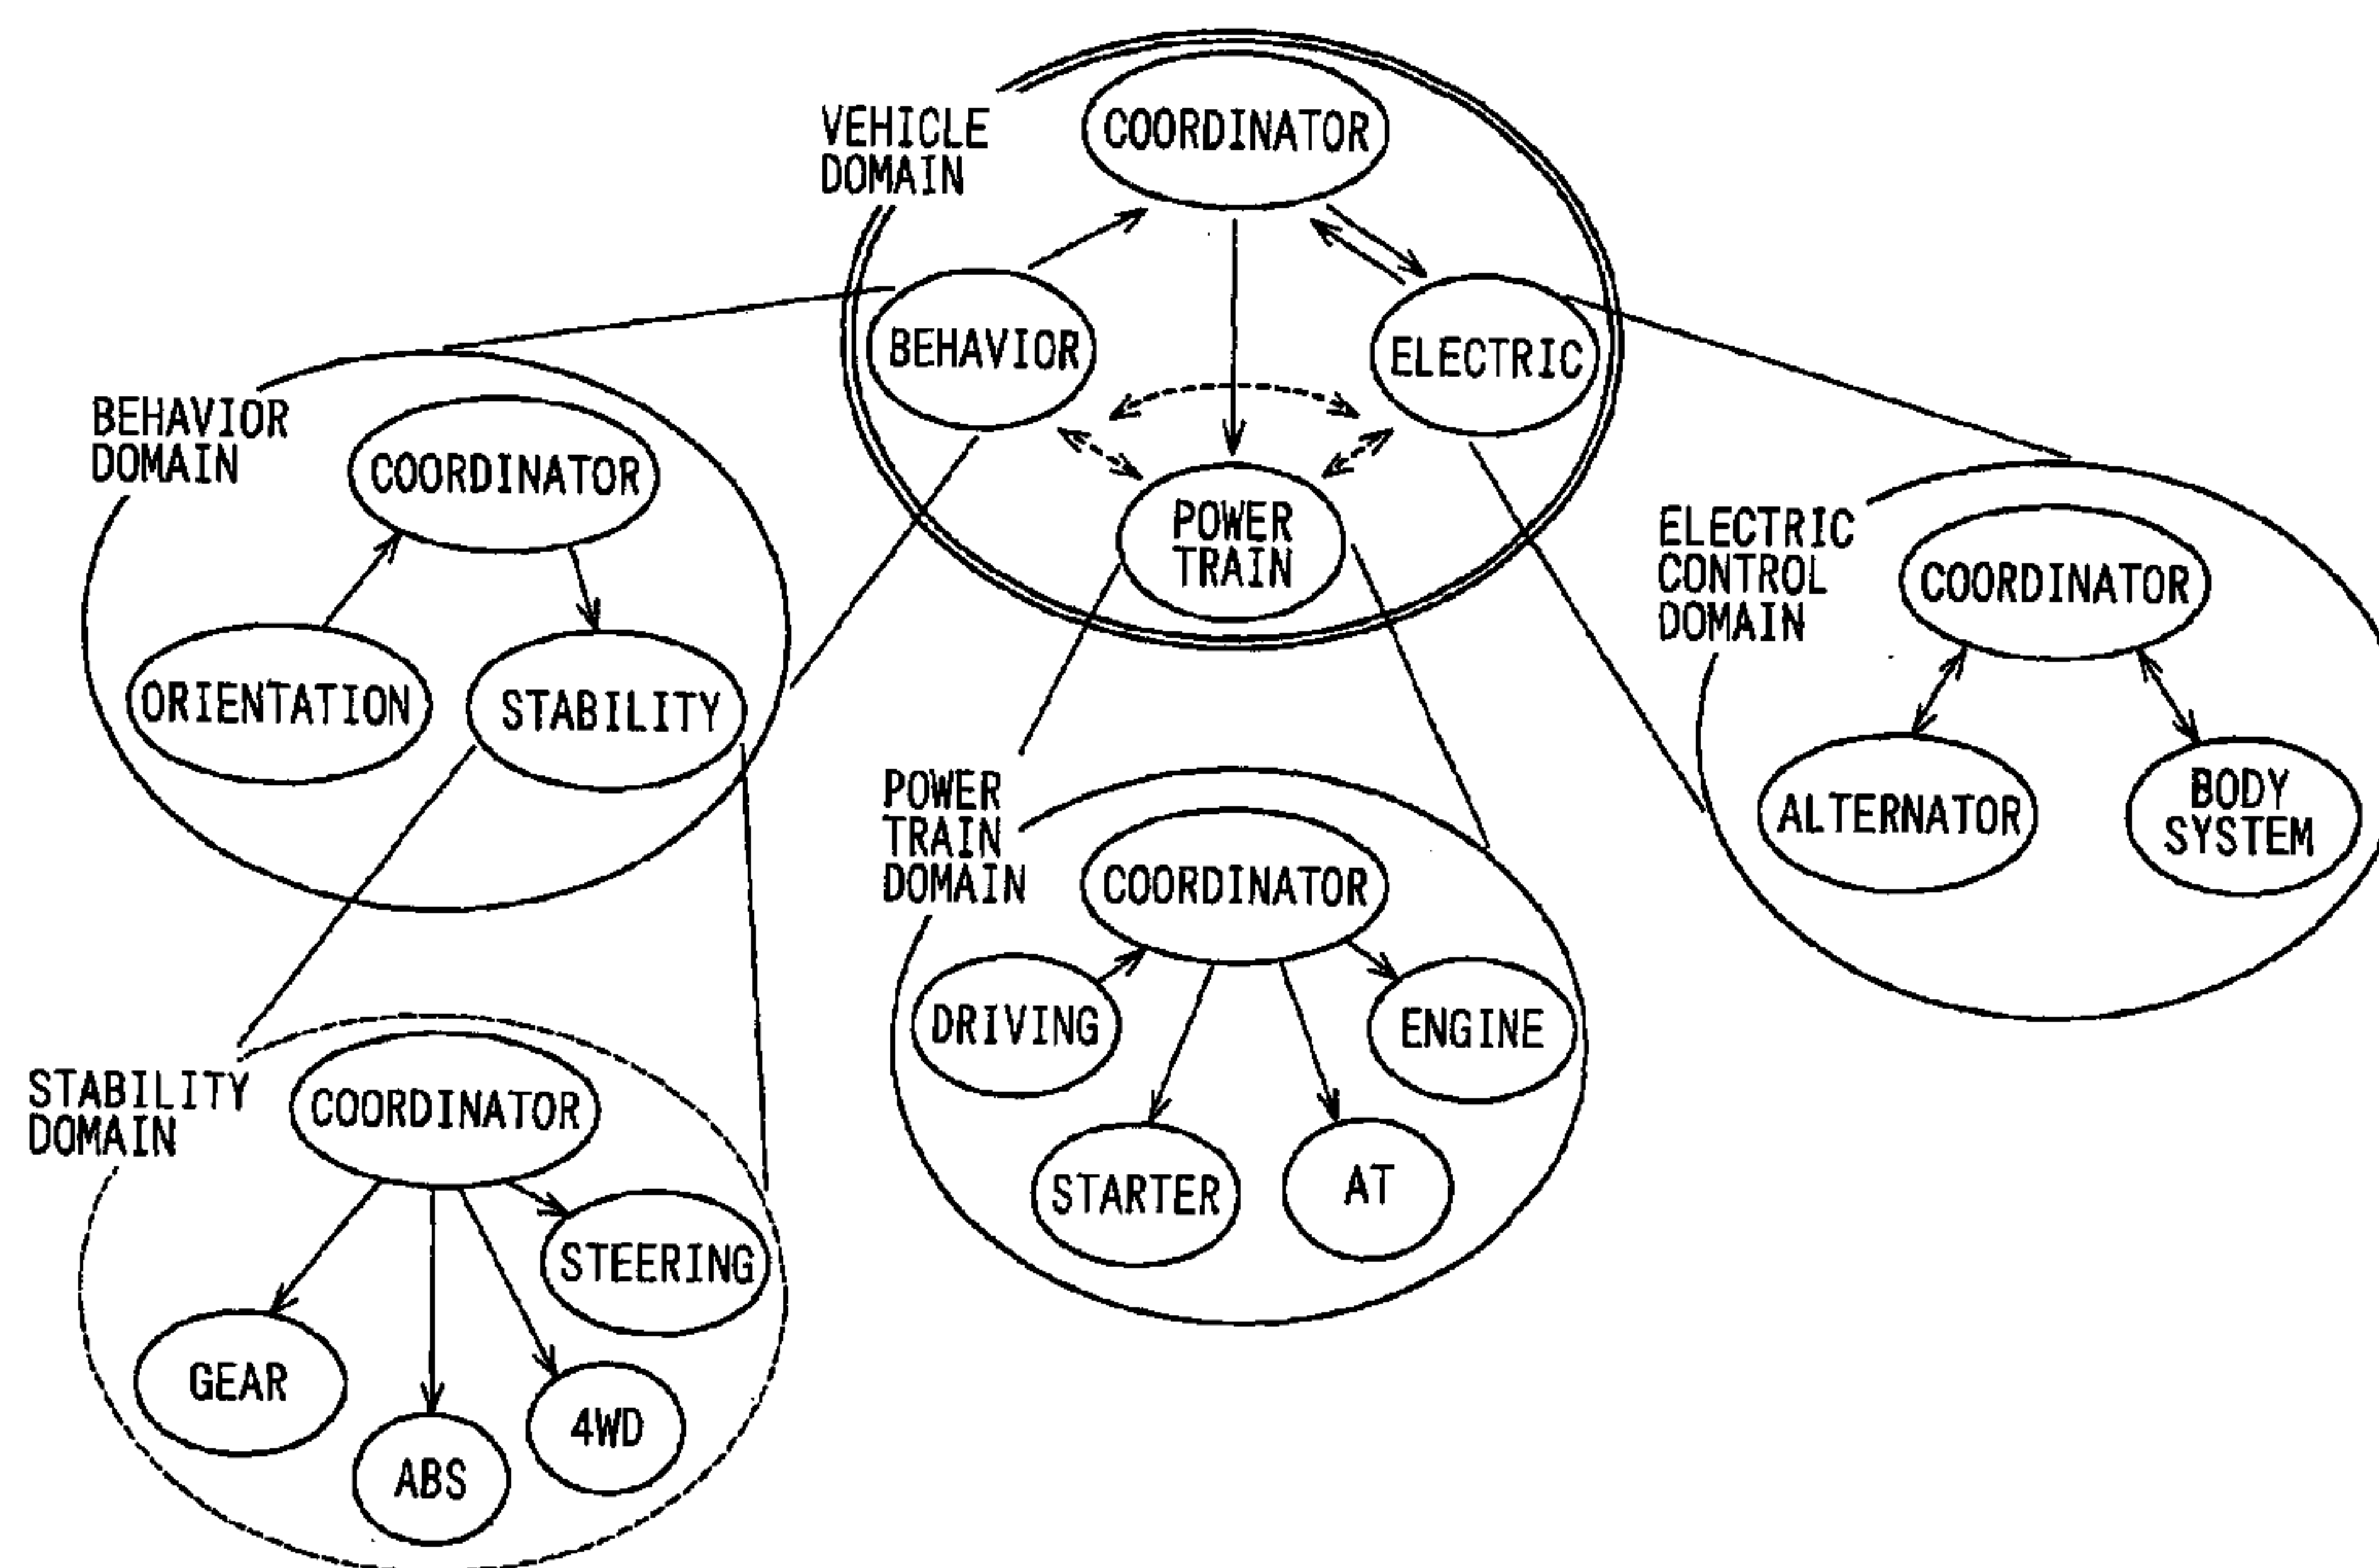 VEHICLE
DOMAIN
COORDINATOR
BEHAVIOR
ELECTRIC
POWER
TRAIN
BEHAVIOR
DOMAIN
COORDINATOR
ORIENTATION
STABILITY
ELECTRIC
CONTROL
DOMAIN
COORDINATOR
ALTERNATOR
BODY
SYSTEM
POWER
TRAIN
DOMAIN
COORDINATOR
DRIVING
ENGINE
STARTER
AT
STABILITY
DOMAIN
COORDINATOR
STEERING
GEAR
4WD
ABS